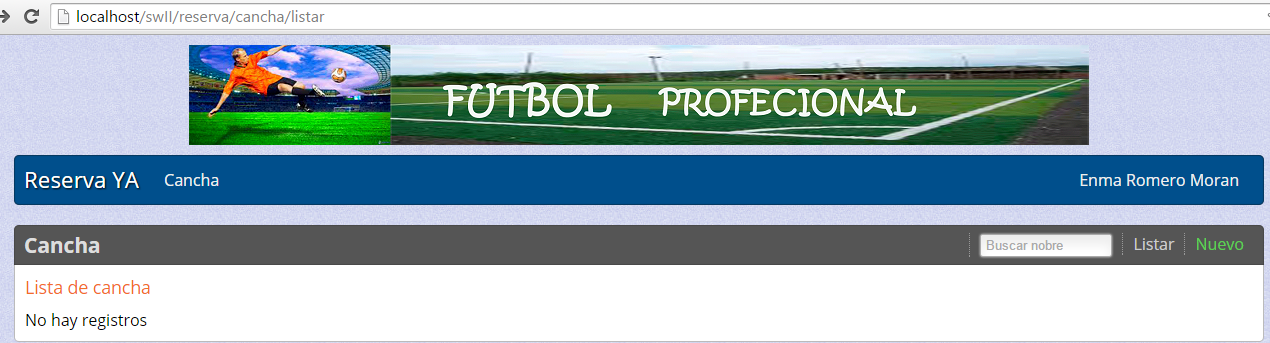 localhost/swII/reserva/cancha/listar
FUTBOL PROFECIONAL
Reserva YA Cancha Enma Romero Moran
Cancha Buscar nobre Listar Nuevo
Lista de cancha
No hay registros